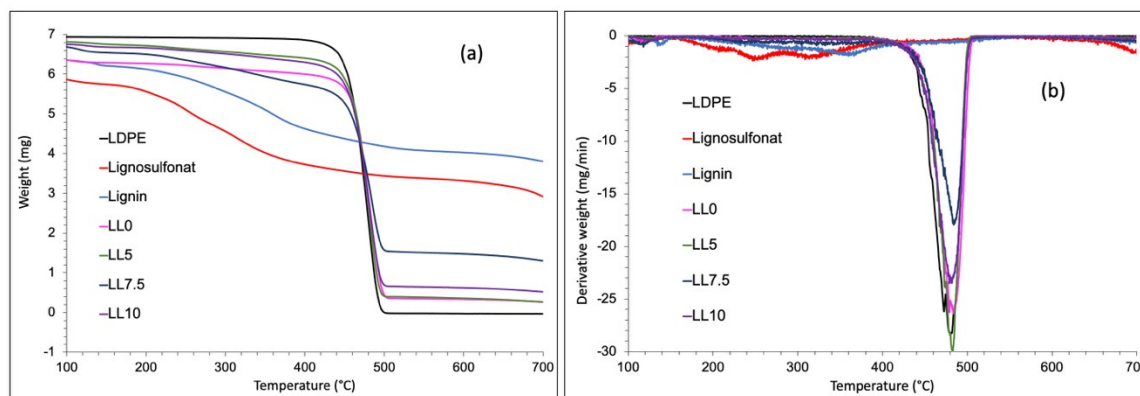 (a)
Weight (mg)
7
6
5
4
3
2
1
0
-1
LDPE
Lignosulfonat
Lignin
LL0
LL5
LL7.5
LL10
100
200
300
400
500
600
700
Temperature (°C)
(b)
Derivative weight (mg/min)
0
-5
-10
-15
-20
-25
-30
LDPE
Lignosulfonat
Lignin
LL0
LL5
LL7.5
LL10
100
200
300
400
500
600
700
Temperature (°C)